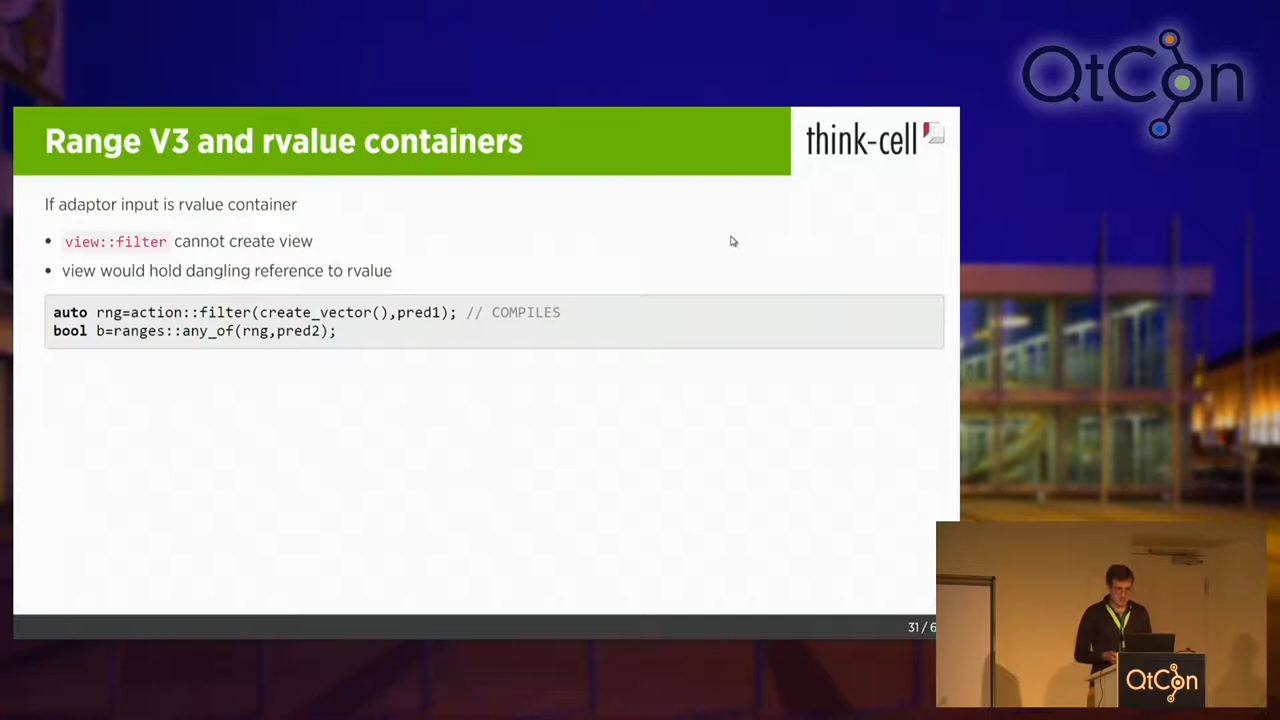 QtCon
Range V3 and rvalue containers
think-cell
If adaptor input is rvalue container
• view::filter cannot create view
• view would hold dangling reference to rvalue
auto rng=action::filter(create_vector(),pred1); // COMPILES
bool b=ranges::any_of(rng,pred2);
31 / 6
QtCon